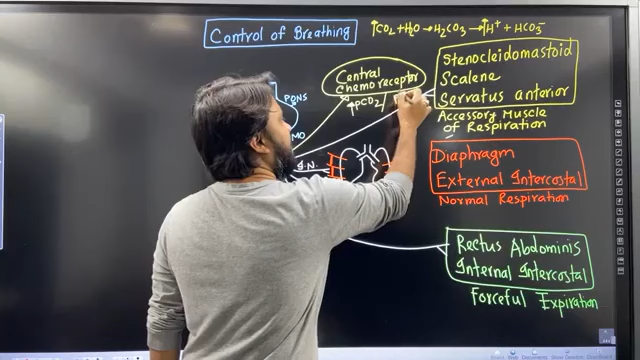 Control of Breathing
↑CO2 + H2O → H2CO3 → ↑H+ + HCO3-
Central
Chemoreceptor
↑PCO2/
PONS
MO
I.N.
Stenocleidomastoid
Scalene
Serratus anterior
Accessory Muscle
of Respiration
Diaphragm
External Intercostal
Normal Respiration
Rectus Abdominis
Internal Intercostal
Forceful Expiration